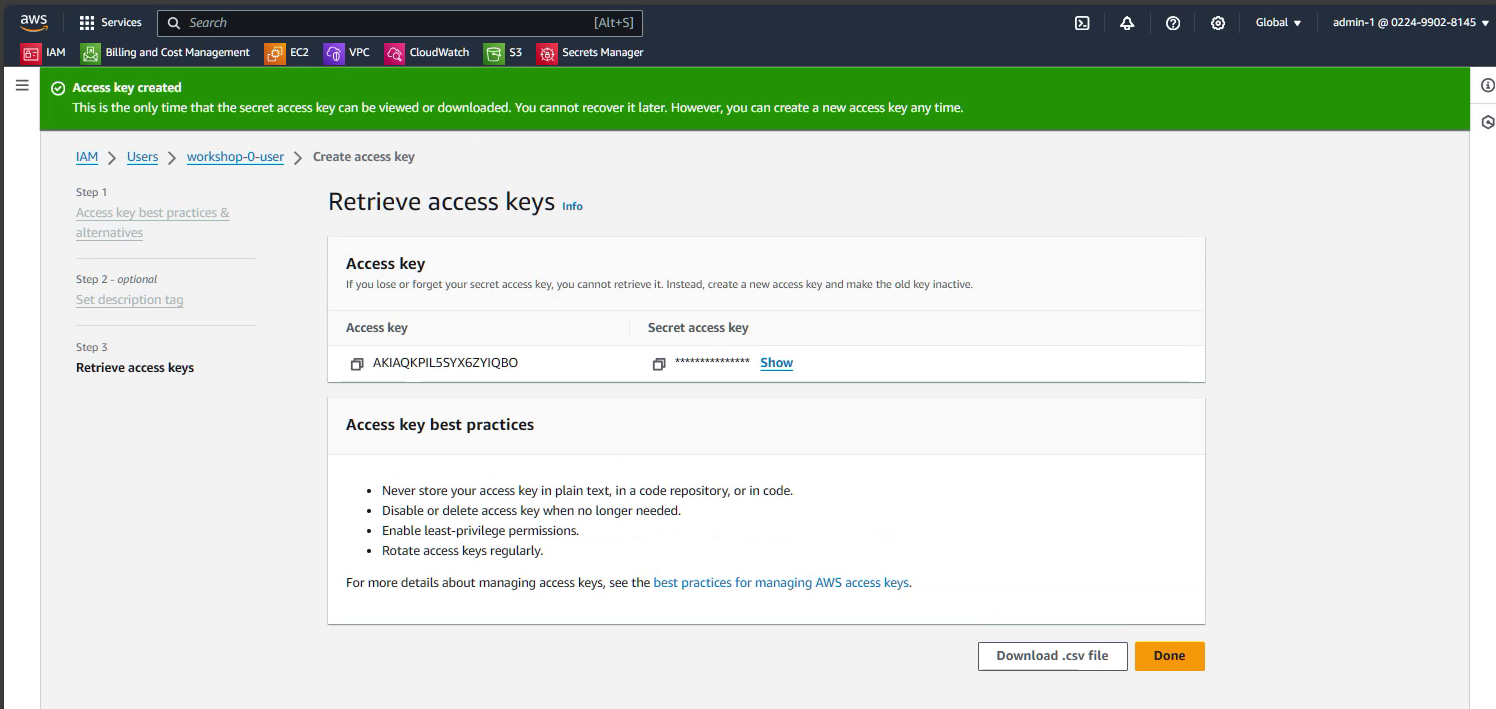 aws
Services
Search [Alt+S]
Global
admin-1 @ 0224-9902-8145
IAM
Billing and Cost Management
EC2
VPC
CloudWatch
S3
Secrets Manager
Access key created
This is the only time that the secret access key can be viewed or downloaded. You cannot recover it later. However, you can create a new access key any time.
IAM > Users > workshop-0-user > Create access key
Step 1
Access key best practices &
alternatives
Step 2 - optional
Set description tag
Step 3
Retrieve access keys
Retrieve access keys Info
Access key
If you lose or forget your secret access key, you cannot retrieve it. Instead, create a new access key and make the old key inactive.
Access key
Secret access key
AKIAQKPIL5SYX6ZYIQBO
*************** Show
Access key best practices
• Never store your access key in plain text, in a code repository, or in code.
• Disable or delete access key when no longer needed.
• Enable least-privilege permissions.
• Rotate access keys regularly.
For more details about managing access keys, see the best practices for managing AWS access keys.
Download .csv file
Done